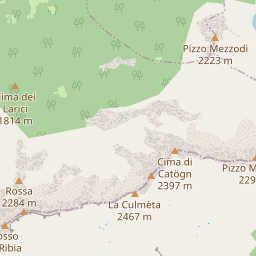 Pizzo Mezzodì
2223 m
ima dei
Larici
1814 m
Cima di
Catögn
2397 m
Pizzo M
229
Rossa
2284 m
La Culmèta
2467 m
osso
Ribia